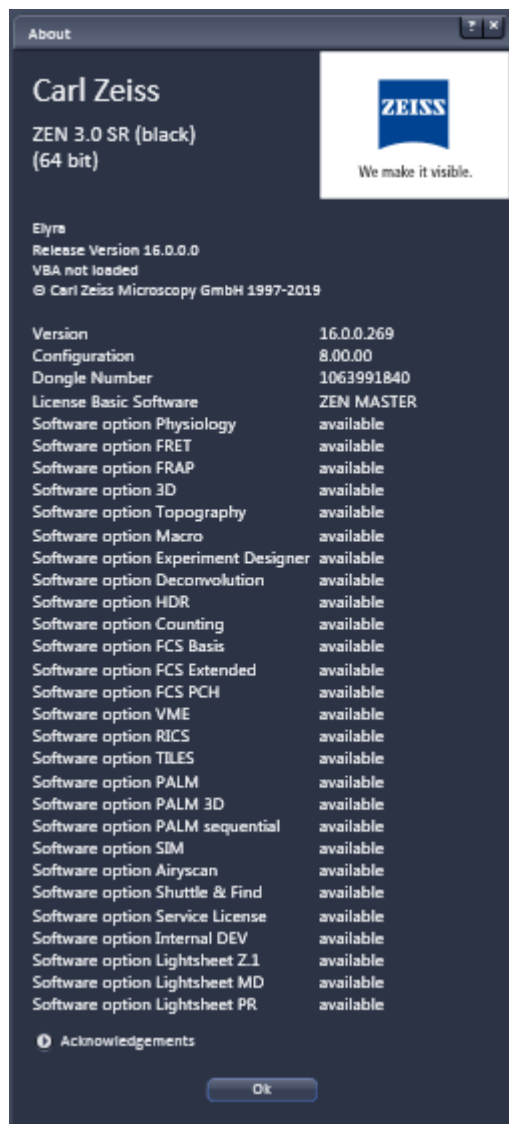 About
? ×
Carl Zeiss
ZEN 3.0 SR (black)
(64 bit)
ZEISS
We make it visible.
Elyra
Release Version 16.0.0.0
VBA not loaded
© Carl Zeiss Microscopy GmbH 1997-2019
Version 16.0.0.269
Configuration 8.00.00
Dongle Number 1063991840
License Basic Software ZEN MASTER
Software option Physiology available
Software option FRET available
Software option FRAP available
Software option 3D available
Software option Topography available
Software option Macro available
Software option Experiment Designer available
Software option Deconvolution available
Software option HDR available
Software option Counting available
Software option FCS Basis available
Software option FCS Extended available
Software option FCS PCH available
Software option VME available
Software option RICS available
Software option TILES available
Software option PALM available
Software option PALM 3D available
Software option PALM sequential available
Software option SIM available
Software option Airyscan available
Software option Shuttle & Find available
Software option Service License available
Software option Internal DEV available
Software option Lightsheet Z.1 available
Software option Lightsheet MD available
Software option Lightsheet PR available
Acknowledgements
Ok